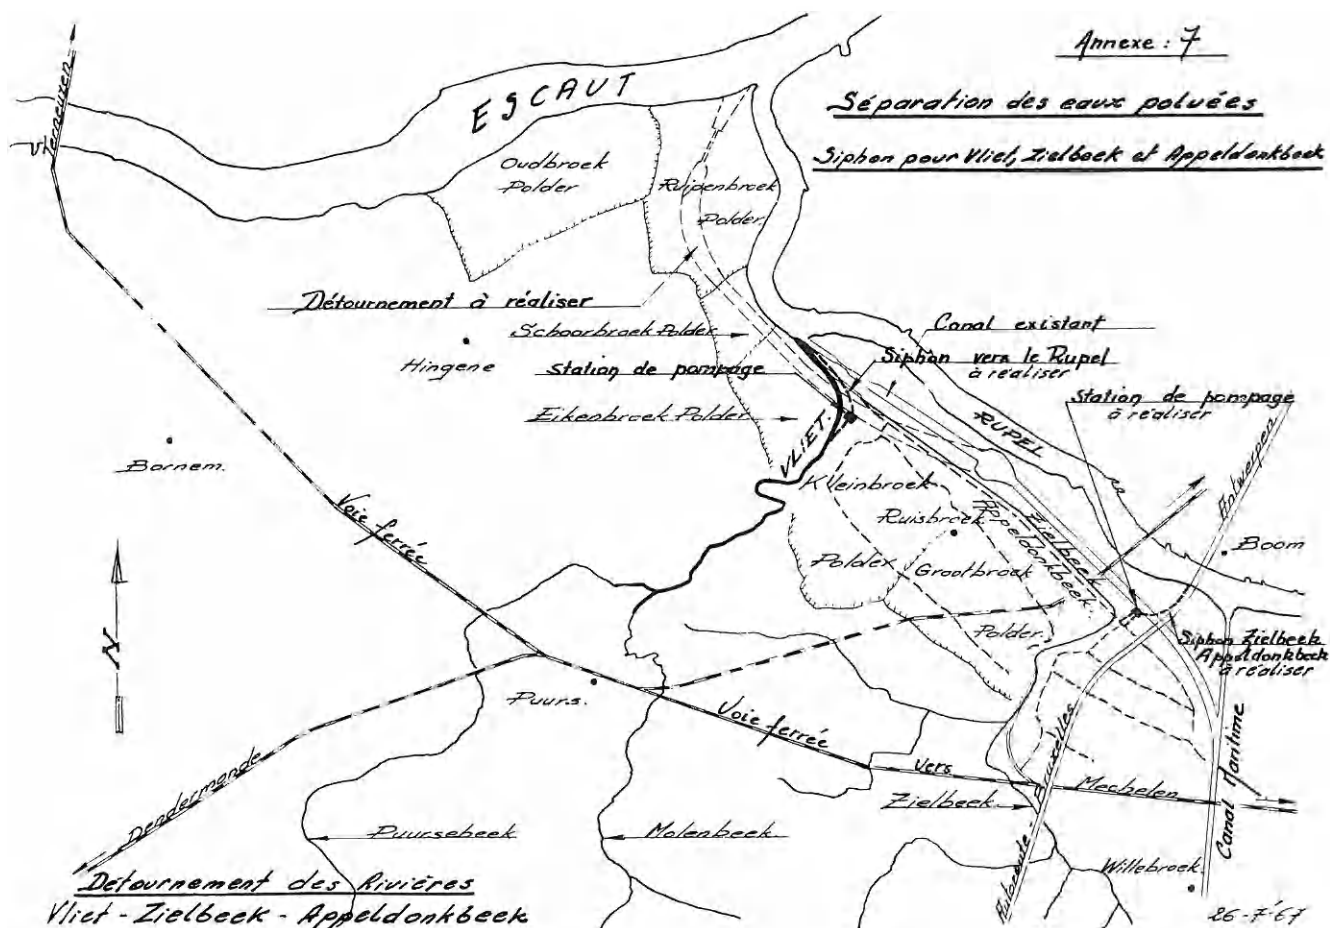 Annexe : 7
Séparation des eaux poluées
Siphon pour Vliet, Zielbeek et Appeldonkbeek
ESCAUT
Terneuzen
Oudbroek
Polder
Ruipenbroek
Polder
Détournement à réaliser
Schoorbroek Polder
Canal existant
Hingene
Station de pompage
Siphon vers le Rupel
à réaliser
Station de pompage
à réaliser
Eikenbroek Polder
VLIET.
RUPEL
Antwerpen
Bornem.
Kleinbroek
Voie ferrée
Ruisbroek
Zielbeek
Appeldonkbeek
Boom
Polder
Grootbroek
Polder.
N
Siphon Zielbeek
Appeldonkbeek
à réaliser
Puurs.
Voie ferrée
vers
Mechelen
Bruxelles
Canal Maritime
Dendermonde
Zielbeek
Puursebeek
Molenbeek
Autoroute
Willebroek.
Détournement des Rivières
Vliet - Zielbeek - Appeldonkbeek
26-7-67